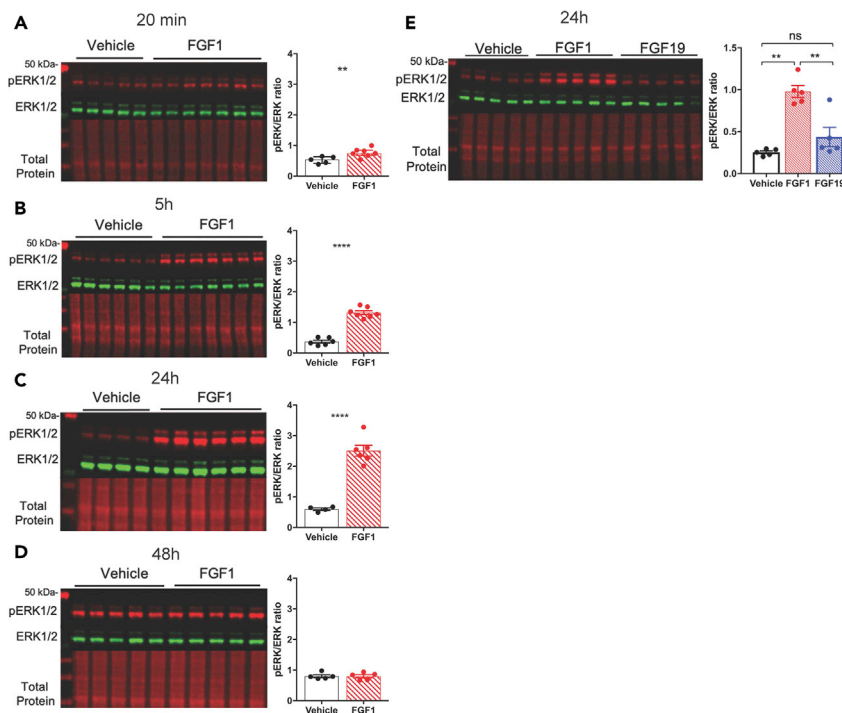 A
20 min
Vehicle
FGF1
50 kDa-
pERK1/2
ERK1/2
Total
Protein
pERK/ERK ratio
4
3
2
1
0
**
Vehicle
FGF1
B
5h
Vehicle
FGF1
50 kDa-
pERK1/2
ERK1/2
Total
Protein
pERK/ERK ratio
4
3
2
1
0
****
Vehicle
FGF1
C
24h
Vehicle
FGF1
50 kDa-
pERK1/2
ERK1/2
Total
Protein
pERK/ERK ratio
4
3
2
1
0
****
Vehicle
FGF1
D
48h
Vehicle
FGF1
50 kDa-
pERK1/2
ERK1/2
Total
Protein
pERK/ERK ratio
4
3
2
1
0
Vehicle
FGF1
E
24h
Vehicle
FGF1
FGF19
50 kDa-
pERK1/2
ERK1/2
Total
Protein
pERK/ERK ratio
1.5
1.0
0.5
0.0
ns
**
**
Vehicle
FGF1
FGF19